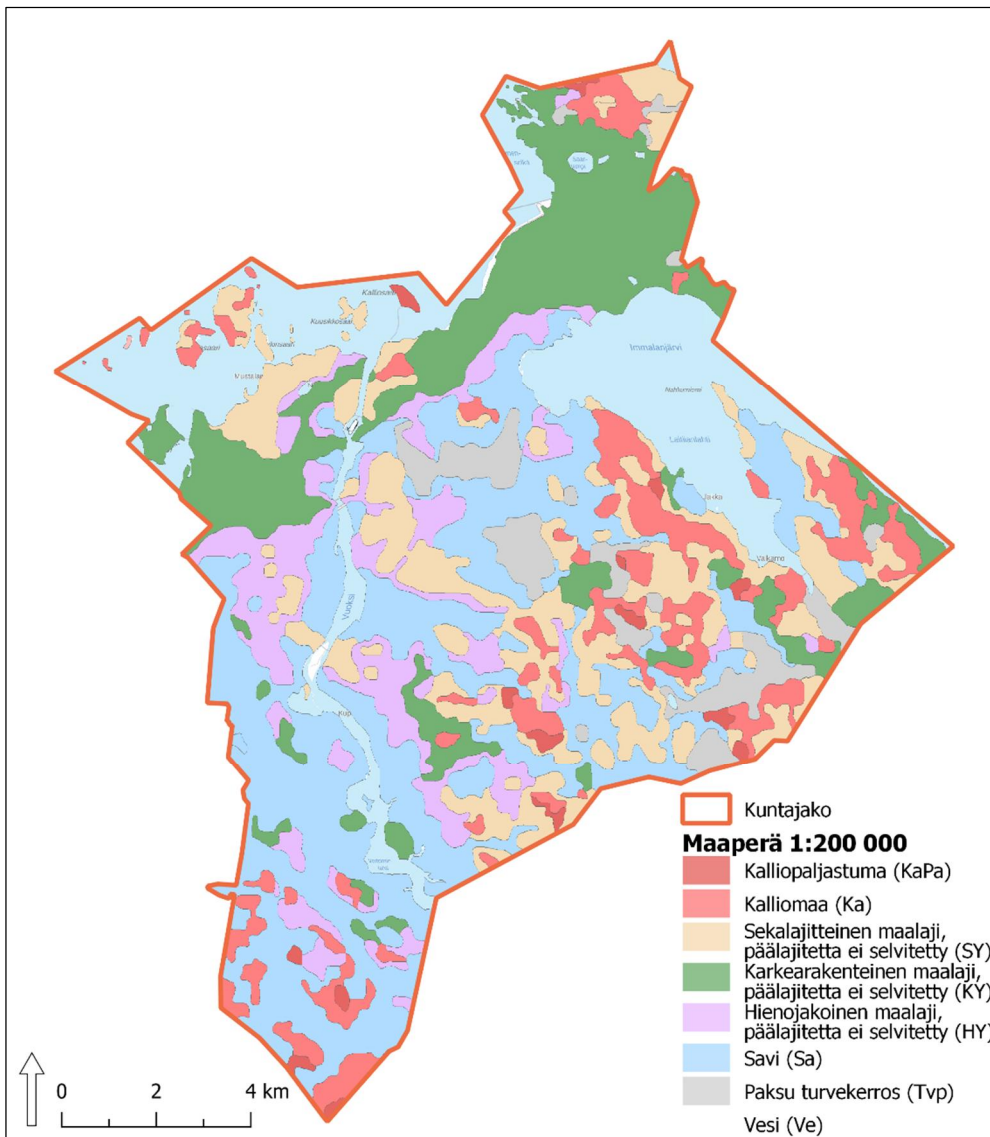 Immalanjärvi
Vuoksi
Kuntajako
Maaperä 1:200 000
Kalliopaljastuma (KaPa)
Kalliomaa (Ka)
Sekalajitteinen maalaji,
päälajitetta ei selvitetty (SY)
Karkearakenteinen maalaji,
päälajitetta ei selvitetty (KY)
Hienojakoinen maalaji,
päälajitetta ei selvitetty (HY)
Savi (Sa)
Paksu turvekerros (Tvp)
Vesi (Ve)
0 2 4 km